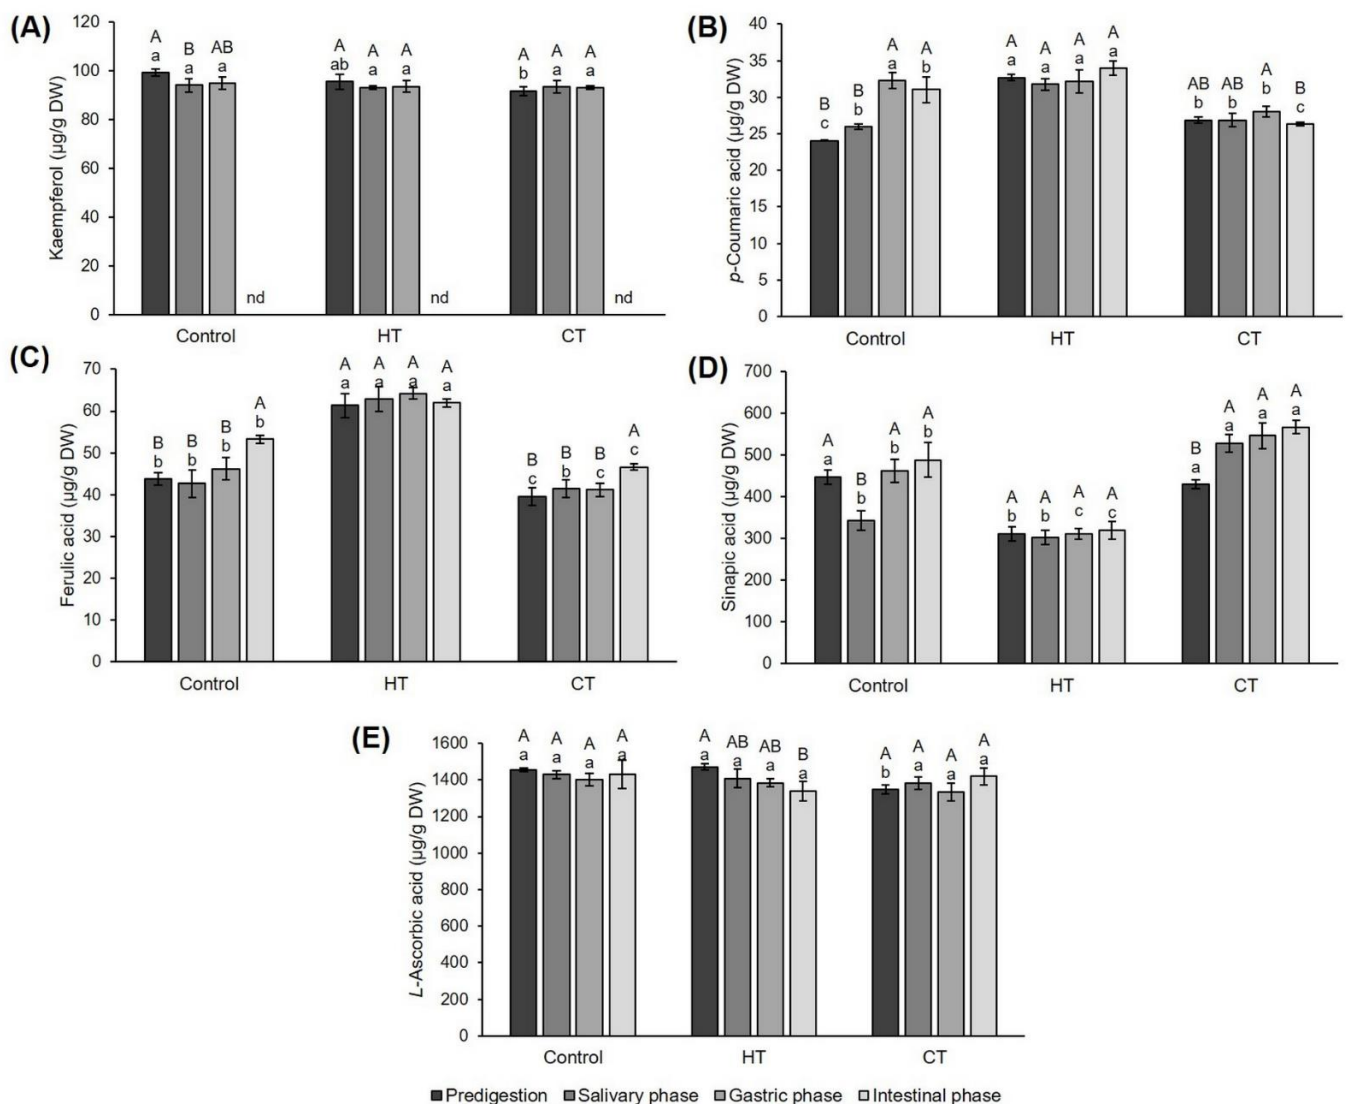 (A)
Kaempferol (µg/g DW)
120
100
80
60
40
20
0
A B AB
a a a
nd
A A A
ab a a
nd
A A A
b a a
nd
Control HT CT
(B)
p-Coumaric acid (µg/g DW)
40
35
30
25
20
15
10
5
0
B B A A
c b a b
A A A A
a a a a
AB AB A B
b b b c
Control HT CT
(C)
Ferulic acid (µg/g DW)
70
60
50
40
30
20
10
0
B B B A
b b b b
A A A A
a a a a
B B B A
c b c c
Control HT CT
(D)
Sinapic acid (µg/g DW)
700
600
500
400
300
200
100
0
A B A A
a b b b
A A A A
b b c c
B A A A
a a a a
Control HT CT
(E)
L-Ascorbic acid (µg/g DW)
1600
1400
1200
1000
800
600
400
200
0
A A A A
a a a a
A AB AB B
a a a a
A A A A
b a a a
Control HT CT
Predigestion Salivary phase Gastric phase Intestinal phase